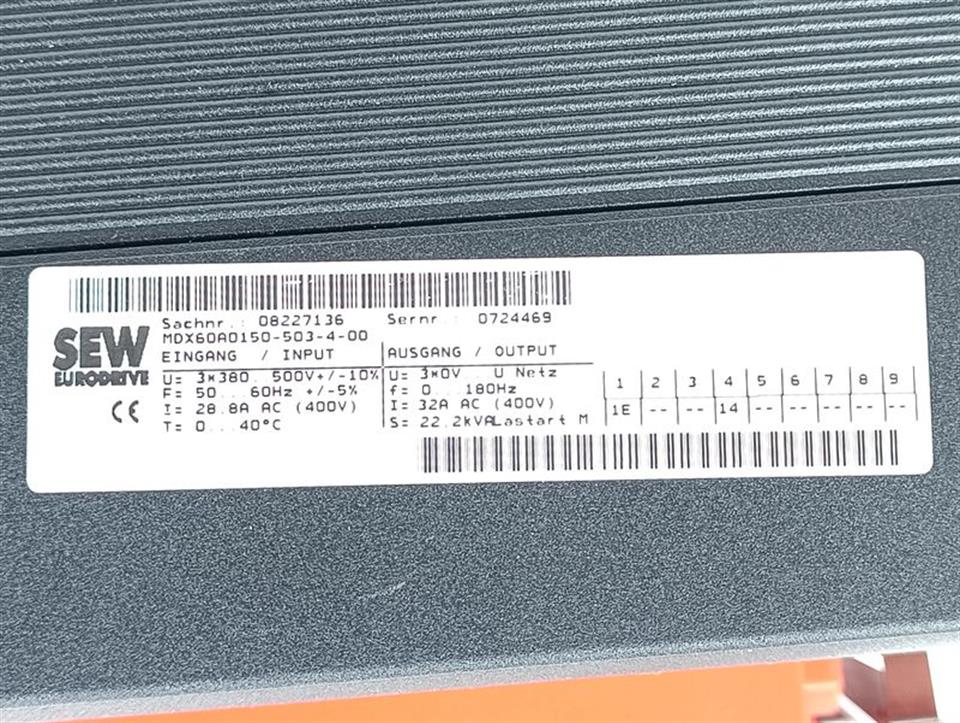 SEW
EURODRIVE
CE
Sachnr.: 08227136 Sernr.: 0724469
MDX60A0150-503-4-00
EINGANG / INPUT AUSGANG / OUTPUT
U= 3*380..500V+/-10% U= 3*0V...U Netz
F= 50...60Hz +/-5% f= 0...180Hz
I= 28.8A AC (400V) I= 32A AC (400V)
T= 0...40°C S= 22.2kVALastart M
1 2 3 4 5 6 7 8 9
1E -- -- 14 -- -- -- -- --